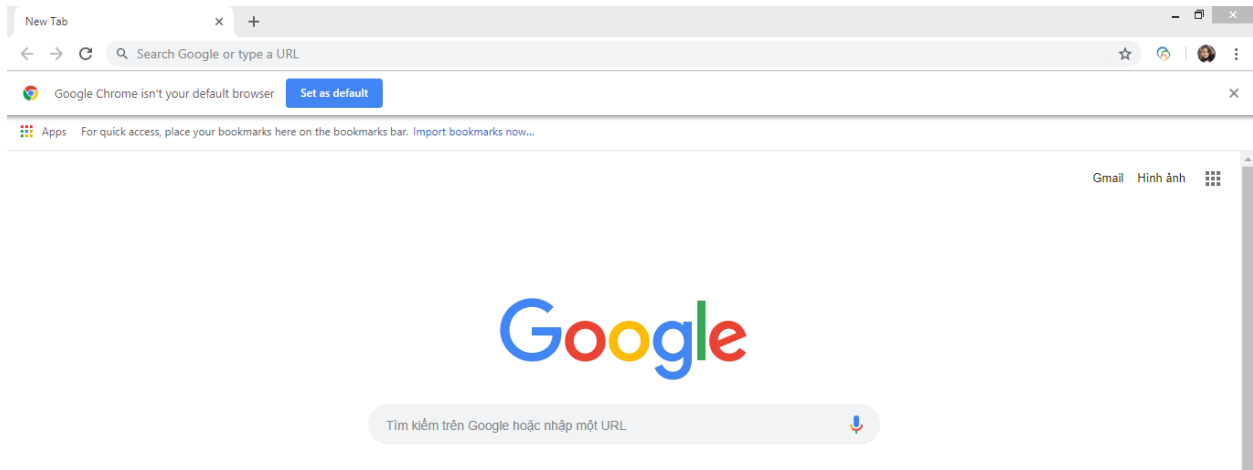 New Tab
Search Google or type a URL
Google Chrome isn't your default browser Set as default
Apps For quick access, place your bookmarks here on the bookmarks bar. Import bookmarks now...
Gmail Hình ảnh
Google
Tìm kiếm trên Google hoặc nhập một URL